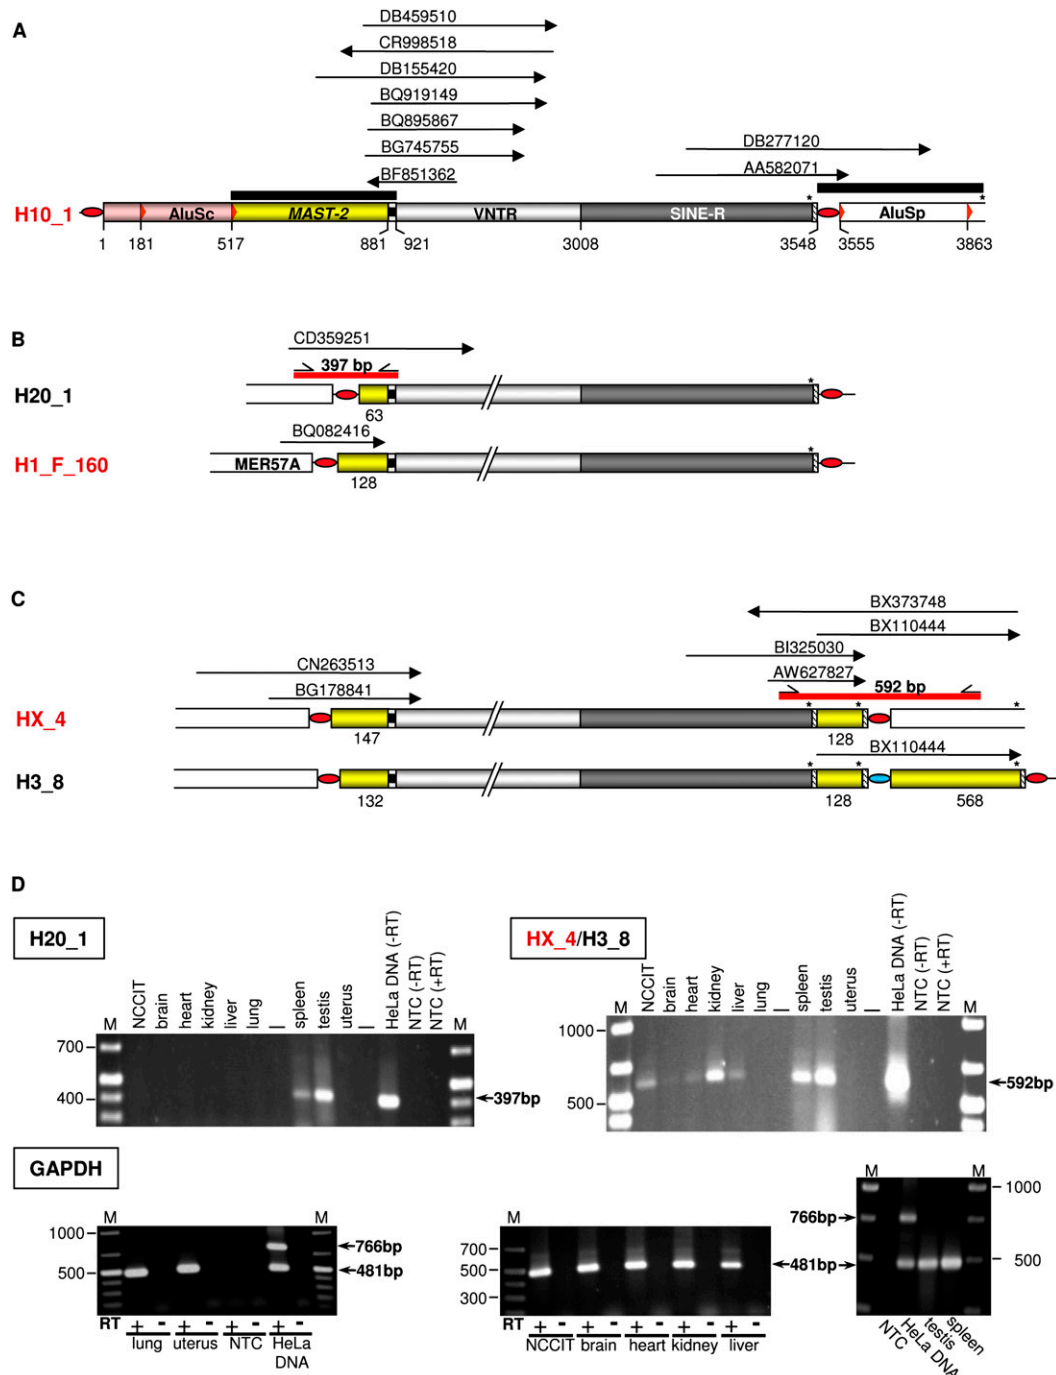 A
DB459510
CR998518
DB155420
BQ919149
BQ895867
BG745755
BF851362
DB277120
AA582071
H10_1 AluSc MAST-2 VNTR SINE-R * AluSp *
1 181 517 881 921 3008 3548 3555 3863
B
CD359251
397 bp
H20_1 *
63
BQ082416
H1_F_160 MER57A *
128
C
BX373748
BX110444
BI325030
CN263513
AW627827
BG178841
592 bp
HX_4 * * *
147 128
BX110444
H3_8 * * *
132 128 568
D
H20_1
M NCCIT brain heart kidney liver lung — spleen testis uterus — HeLa DNA (-RT) NTC (-RT) NTC (+RT) M
700
400
397bp
HX_4/H3_8
M NCCIT brain heart kidney liver lung — spleen testis uterus — HeLa DNA (-RT) NTC (-RT) NTC (+RT) M
1000
500
592bp
GAPDH
M M
1000
500
766bp
481bp
RT + - + - + - + -
lung uterus NTC HeLa DNA
M
700
500
300
481bp
RT + - + - + - + - + -
NCCIT brain heart kidney liver
M M
766bp
1000
500
NTC HeLa DNA testis spleen